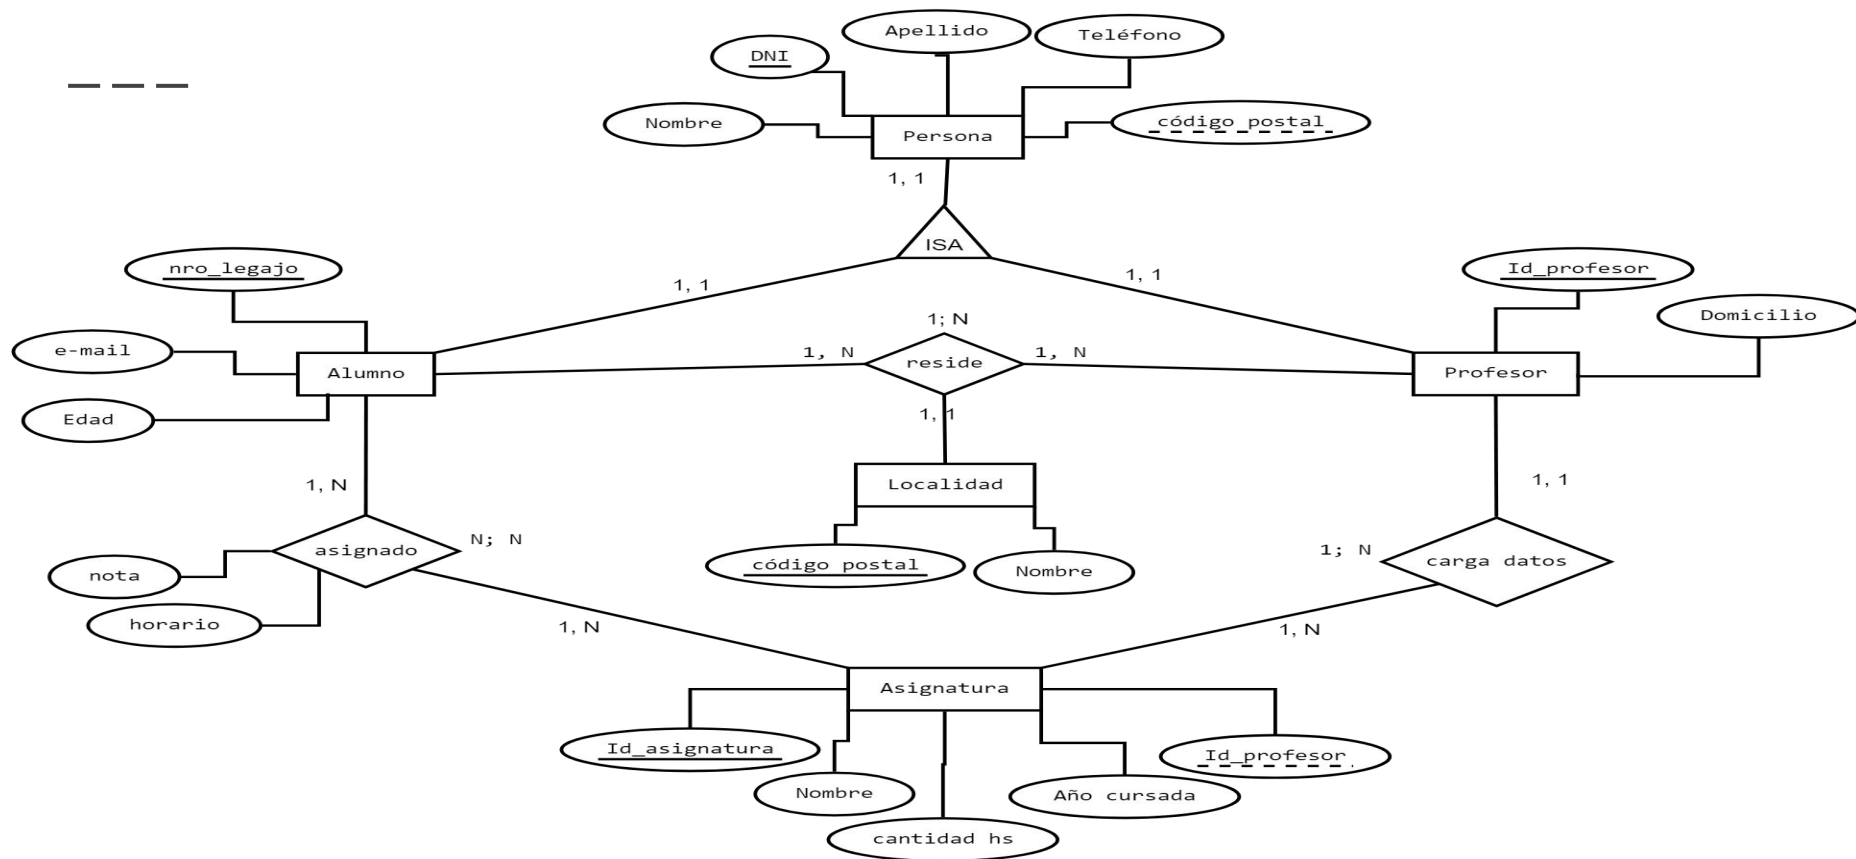 Apellido
Teléfono
DNI
Nombre
código postal
Persona
1, 1
ISA
nro_legajo
Id_profesor
1, 1
1, 1
Domicilio
1; N
e-mail
1, N
1, N
Alumno
reside
Profesor
Edad
1, 1
1, N
Localidad
1, 1
asignado
N; N
1; N
carga datos
código postal
Nombre
nota
horario
1, N
1, N
Asignatura
Id_asignatura
Id_profesor
Nombre
Año cursada
cantidad hs